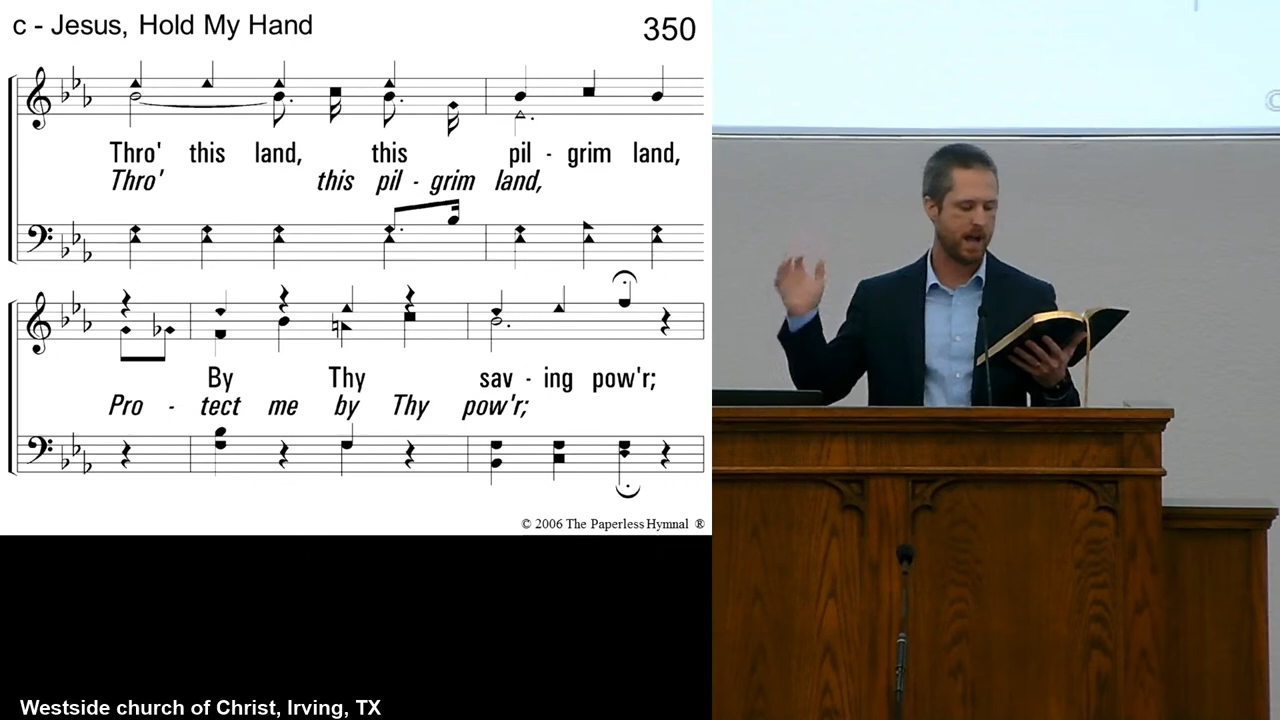 c - Jesus, Hold My Hand
350
Thro' this land, this pil - grim land,
Thro' this pil - grim land,
By Thy sav - ing pow'r;
Pro - tect me by Thy pow'r;
© 2006 The Paperless Hymnal ®
Westside church of Christ, Irving, TX